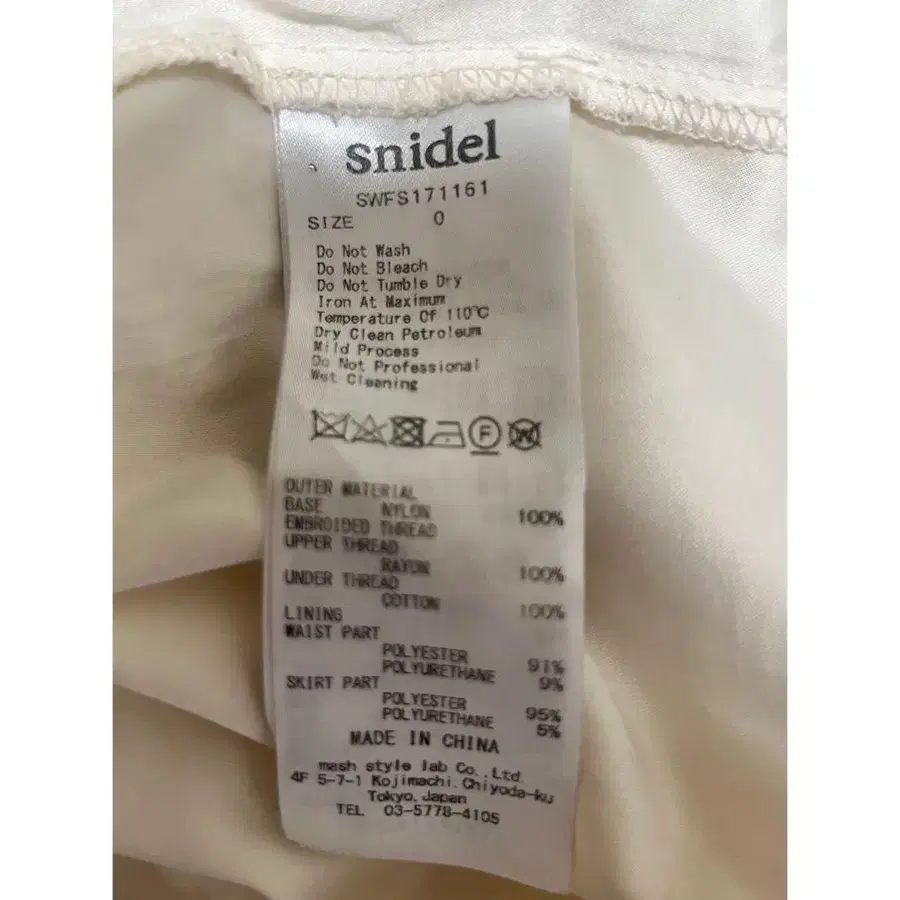 snidel
SWFS171161
SIZE 0
Do Not Wash
Do Not Bleach
Do Not Tumble Dry
Iron At Maximum
Temperature Of 110°C
Dry Clean Petroleum
Mild Process
Do Not Professional
Wet Cleaning
F W
OUTER MATERIAL
BASE NYLON 100%
EMBROIDED THREAD
UPPER THREAD
RAYON 100%
UNDER THREAD
COTTON 100%
LINING
WAIST PART
POLYESTER 91%
POLYURETHANE 9%
SKIRT PART
POLYESTER 95%
POLYURETHANE 5%
MADE IN CHINA
mash style lab Co.,Ltd.
4F 5-7-1 Kojimachi.Chiyoda-ku
Tokyo.Japan
TEL 03-5778-4105